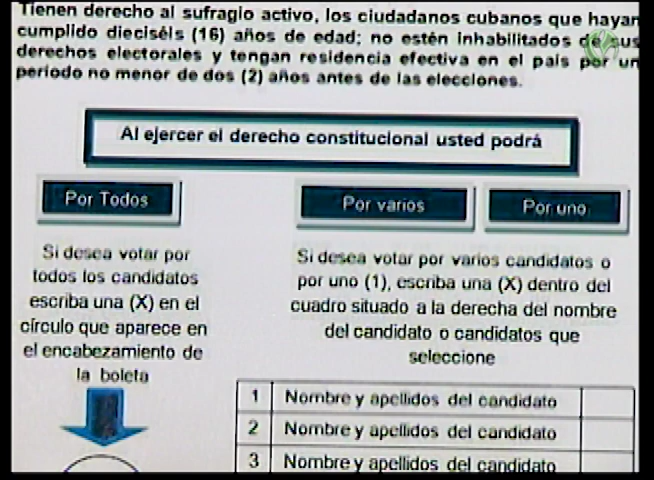 Tienen derecho al sufragio activo, los ciudadanos cubanos que hayan
cumplido dieciséis (16) años de edad; no estén inhabilitados de sus
derechos electorales y tengan residencia efectiva en el país por un
período no menor de dos (2) años antes de las elecciones.
Al ejercer el derecho constitucional usted podrá
Por Todos
Si desea votar por
todos los candidatos
escriba una (X) en el
círculo que aparece en
el encabezamiento de
la boleta
Por varios
Por uno
Si desea votar por varios candidatos o
por uno (1), escriba una (X) dentro del
cuadro situado a la derecha del nombre
del candidato o candidatos que
seleccione
1 Nombre y apellidos del candidato
2 Nombre y apellidos del candidato
3 Nombre y apellidos del candidato